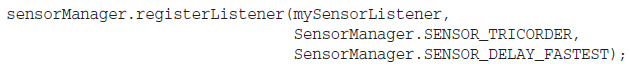 sensorManager.registerListener(mySensorListener,
                               SensorManager.SENSOR_TRICORDER,
                               SensorManager.SENSOR_DELAY_FASTEST);